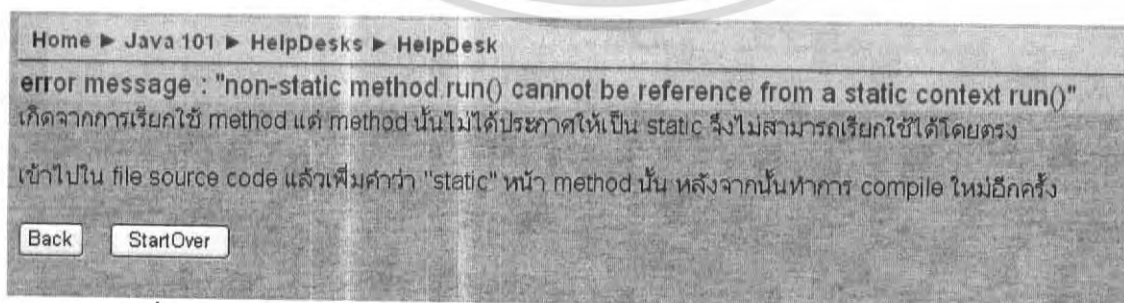 Home ► Java 101 ► HelpDesks ► HelpDesk
error message : "non-static method run() cannot be reference from a static context run()"
เกิดจากการเรียกใช้ method แต่ method นั้นไม่ได้ประกาศให้เป็น static จึงไม่สามารถเรียกใช้ได้โดยตรง
เข้าไปใน file source code แล้วเพิ่มคำว่า "static" หน้า method นั้น หลังจากนั้นทำการ compile ใหม่อีกครั้ง
Back StartOver